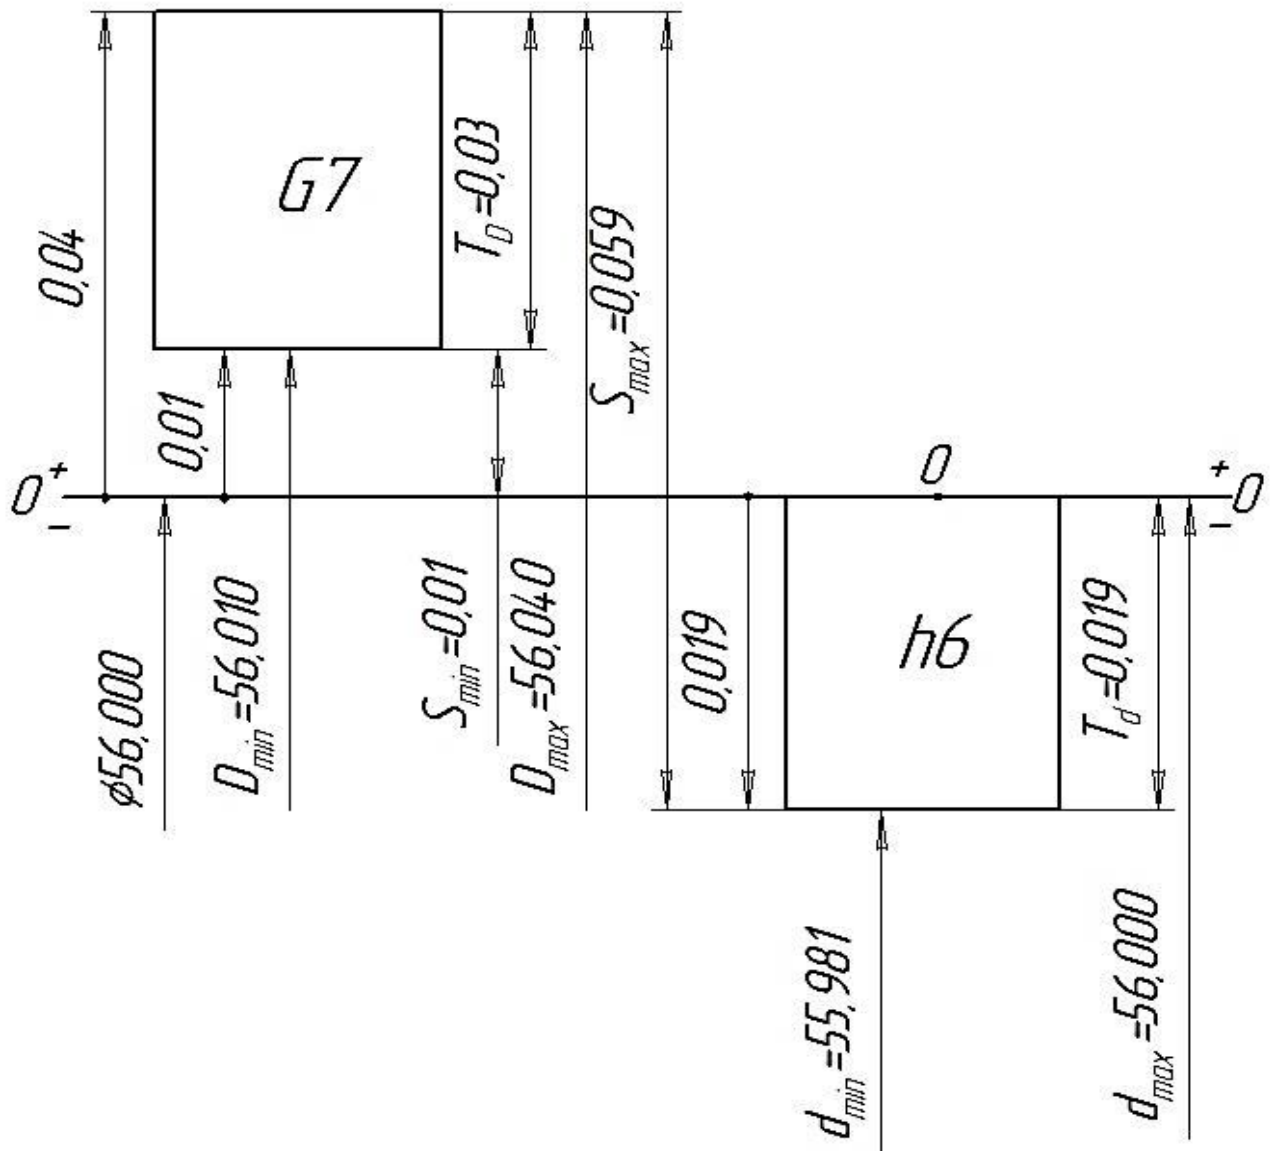 G7
0,04
T_D=0,03
S_max=0,059
0,01
0
+
−
0
+
−
0
ϕ56,000
D_min=56,010
S_min=0,01
D_max=56,040
0,019
h6
T_d=0,019
d_min=55,981
d_max=56,000